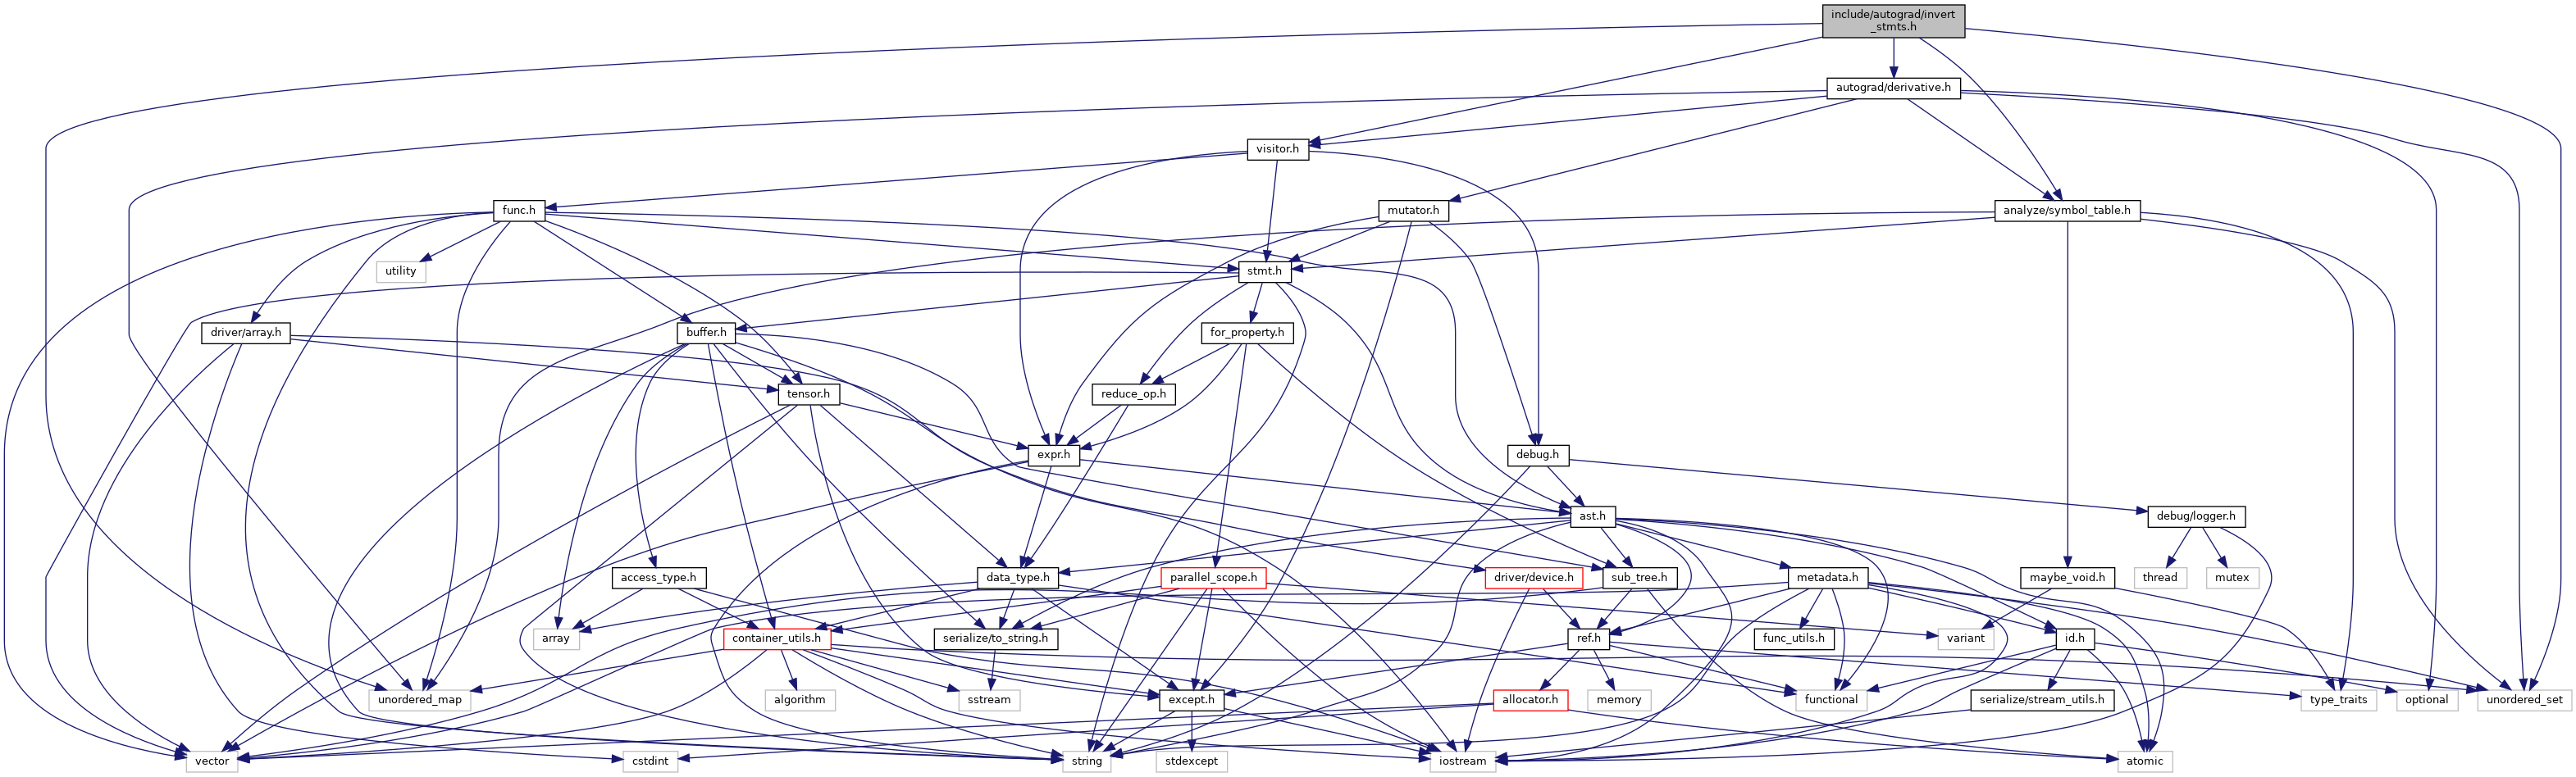 include/autograd/invert
_stmts.h
autograd/derivative.h
visitor.h
func.h
mutator.h
analyze/symbol_table.h
utility
stmt.h
driver/array.h
buffer.h
for_property.h
tensor.h
reduce_op.h
expr.h
debug.h
ast.h
debug/logger.h
access_type.h
data_type.h
parallel_scope.h
driver/device.h
sub_tree.h
metadata.h
maybe_void.h
thread
mutex
array
container_utils.h
serialize/to_string.h
ref.h
func_utils.h
variant
id.h
unordered_map
algorithm
sstream
except.h
allocator.h
memory
functional
serialize/stream_utils.h
type_traits
optional
unordered_set
vector
cstdint
string
stdexcept
iostream
atomic